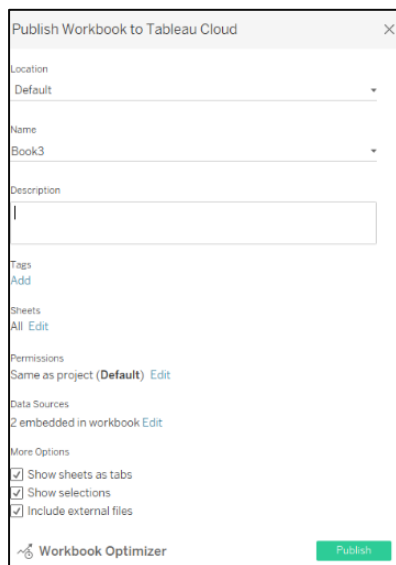 Publish Workbook to Tableau Cloud
Location
Default
Name
Book3
Description
Tags
Add
Sheets
All Edit
Permissions
Same as project (Default) Edit
Data Sources
2 embedded in workbook Edit
More Options
Show sheets as tabs
Show selections
Include external files
Workbook Optimizer
Publish